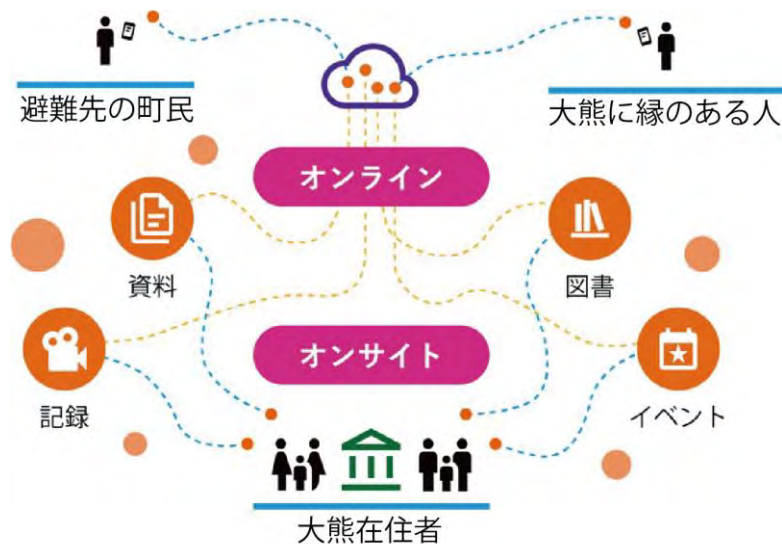 避難先の町民
大熊に縁のある人
オンライン
資料
図書
オンサイト
記録
イベント
大熊在住者